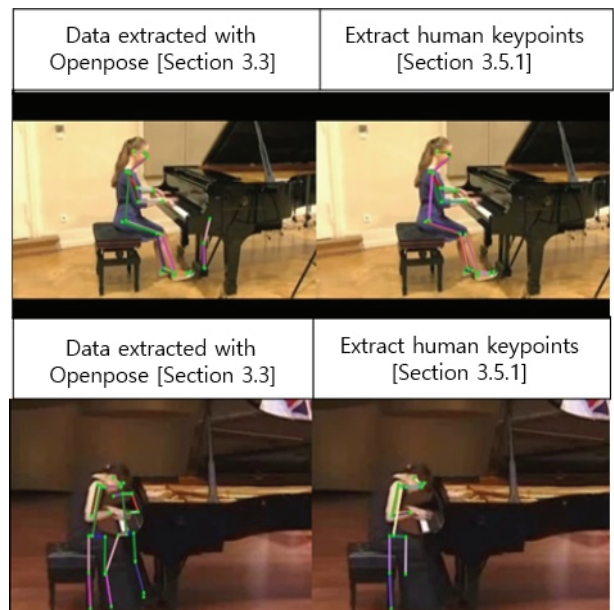 Data extracted with
Openpose [Section 3.3]
Extract human keypoints
[Section 3.5.1]
Data extracted with
Openpose [Section 3.3]
Extract human keypoints
[Section 3.5.1]